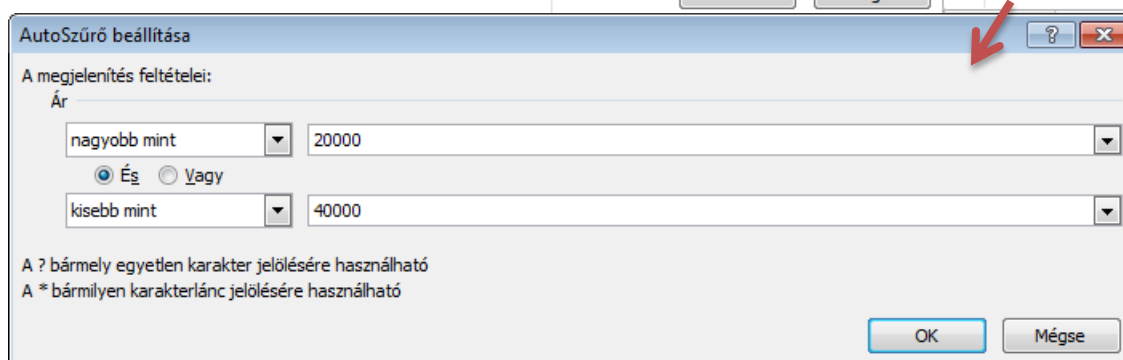 AutoSzűrő beállítása
A megjelenítés feltételei:
Ár
nagyobb mint 20000
És Vagy
kisebb mint 40000
A ? bármely egyetlen karakter jelölésére használható
A * bármilyen karakterlánc jelölésére használható
OK Mégse